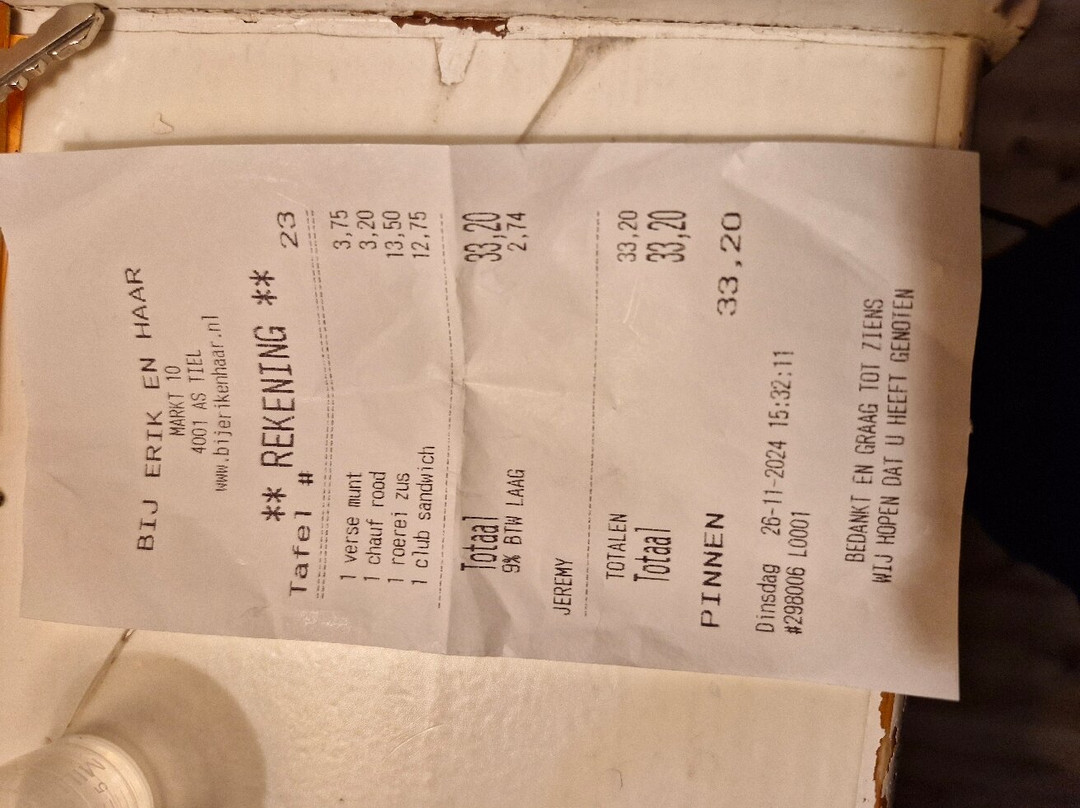 BIJ ERIK EN HAAR
MARKT 10
4001 AS TIEL
www.bijerikenhaar.nl
** REKENING **
Tafel # 23
1 verse munt 3,75
1 chauf rood 3,20
1 roerei zus 13,50
1 club sandwich 12,75
Totaal 33,20
9% BTW LAAG 2,74
JEREMY
TOTALEN 33,20
Totaal 33,20
PINNEN 33,20
Dinsdag 26-11-2024 15:32:11
#298006 L0001
BEDANKT EN GRAAG TOT ZIENS
WIJ HOPEN DAT U HEEFT GENOTEN